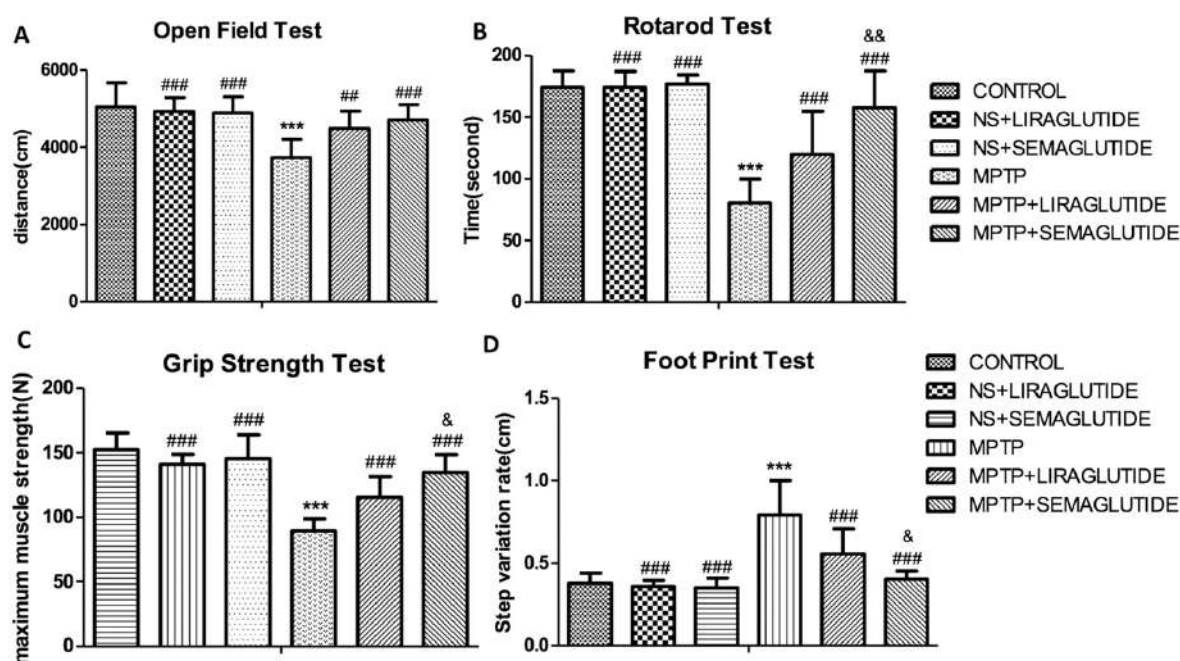 A
Open Field Test
distance(cm)
6000
4000
2000
0
###
###
***
##
###
B
Rotarod Test
Time(second)
200
150
100
50
0
###
###
***
###
&&
###
CONTROL
NS+LIRAGLUTIDE
NS+SEMAGLUTIDE
MPTP
MPTP+LIRAGLUTIDE
MPTP+SEMAGLUTIDE
C
Grip Strength Test
maximum muscle strength(N)
200
150
100
50
0
###
###
***
###
&
###
D
Foot Print Test
Step variation rate(cm)
1.5
1.0
0.5
0.0
###
###
***
###
&
###
CONTROL
NS+LIRAGLUTIDE
NS+SEMAGLUTIDE
MPTP
MPTP+LIRAGLUTIDE
MPTP+SEMAGLUTIDE